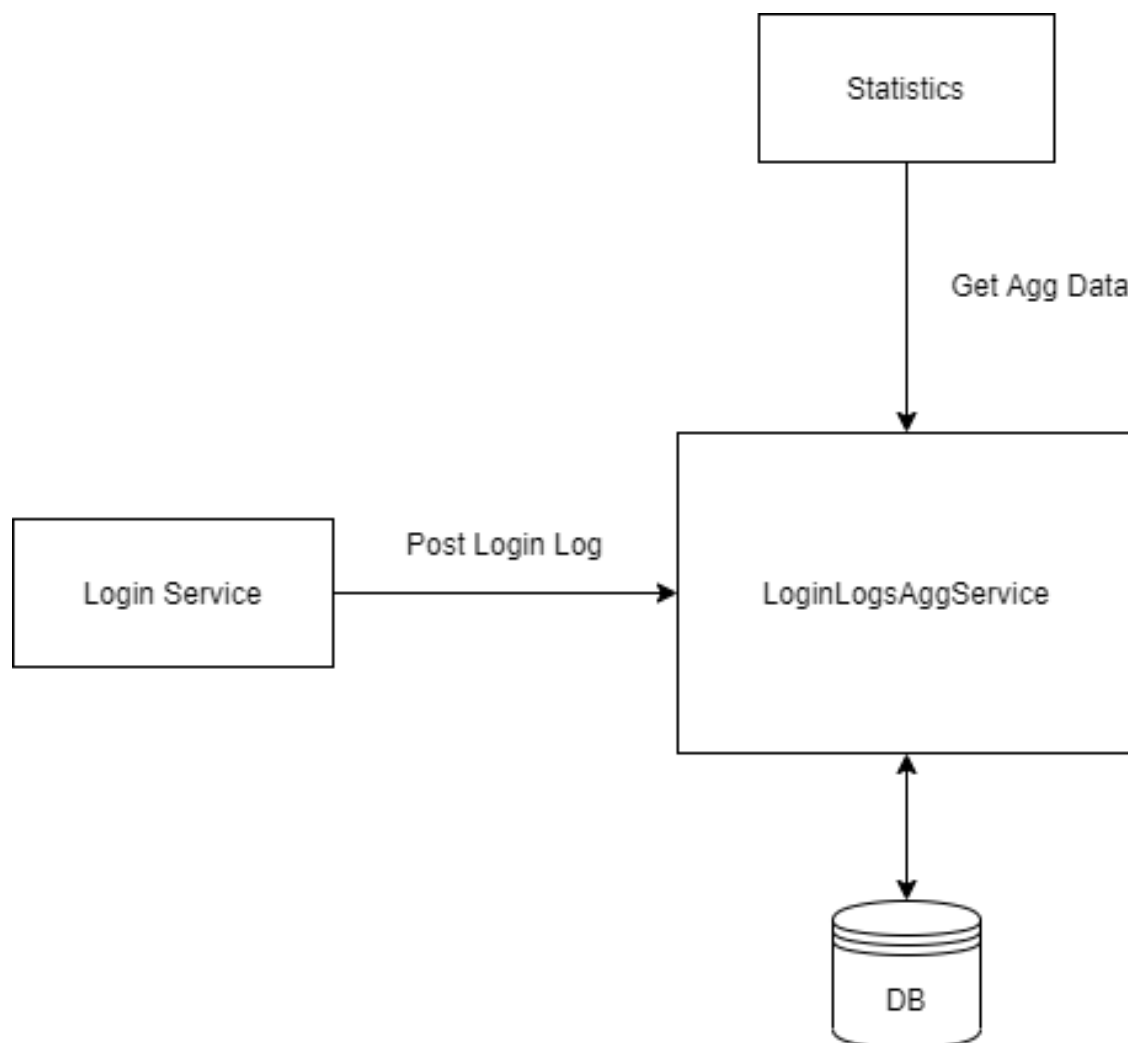 Statistics
Get Agg Data
Post Login Log
Login Service
LoginLogsAggService
DB